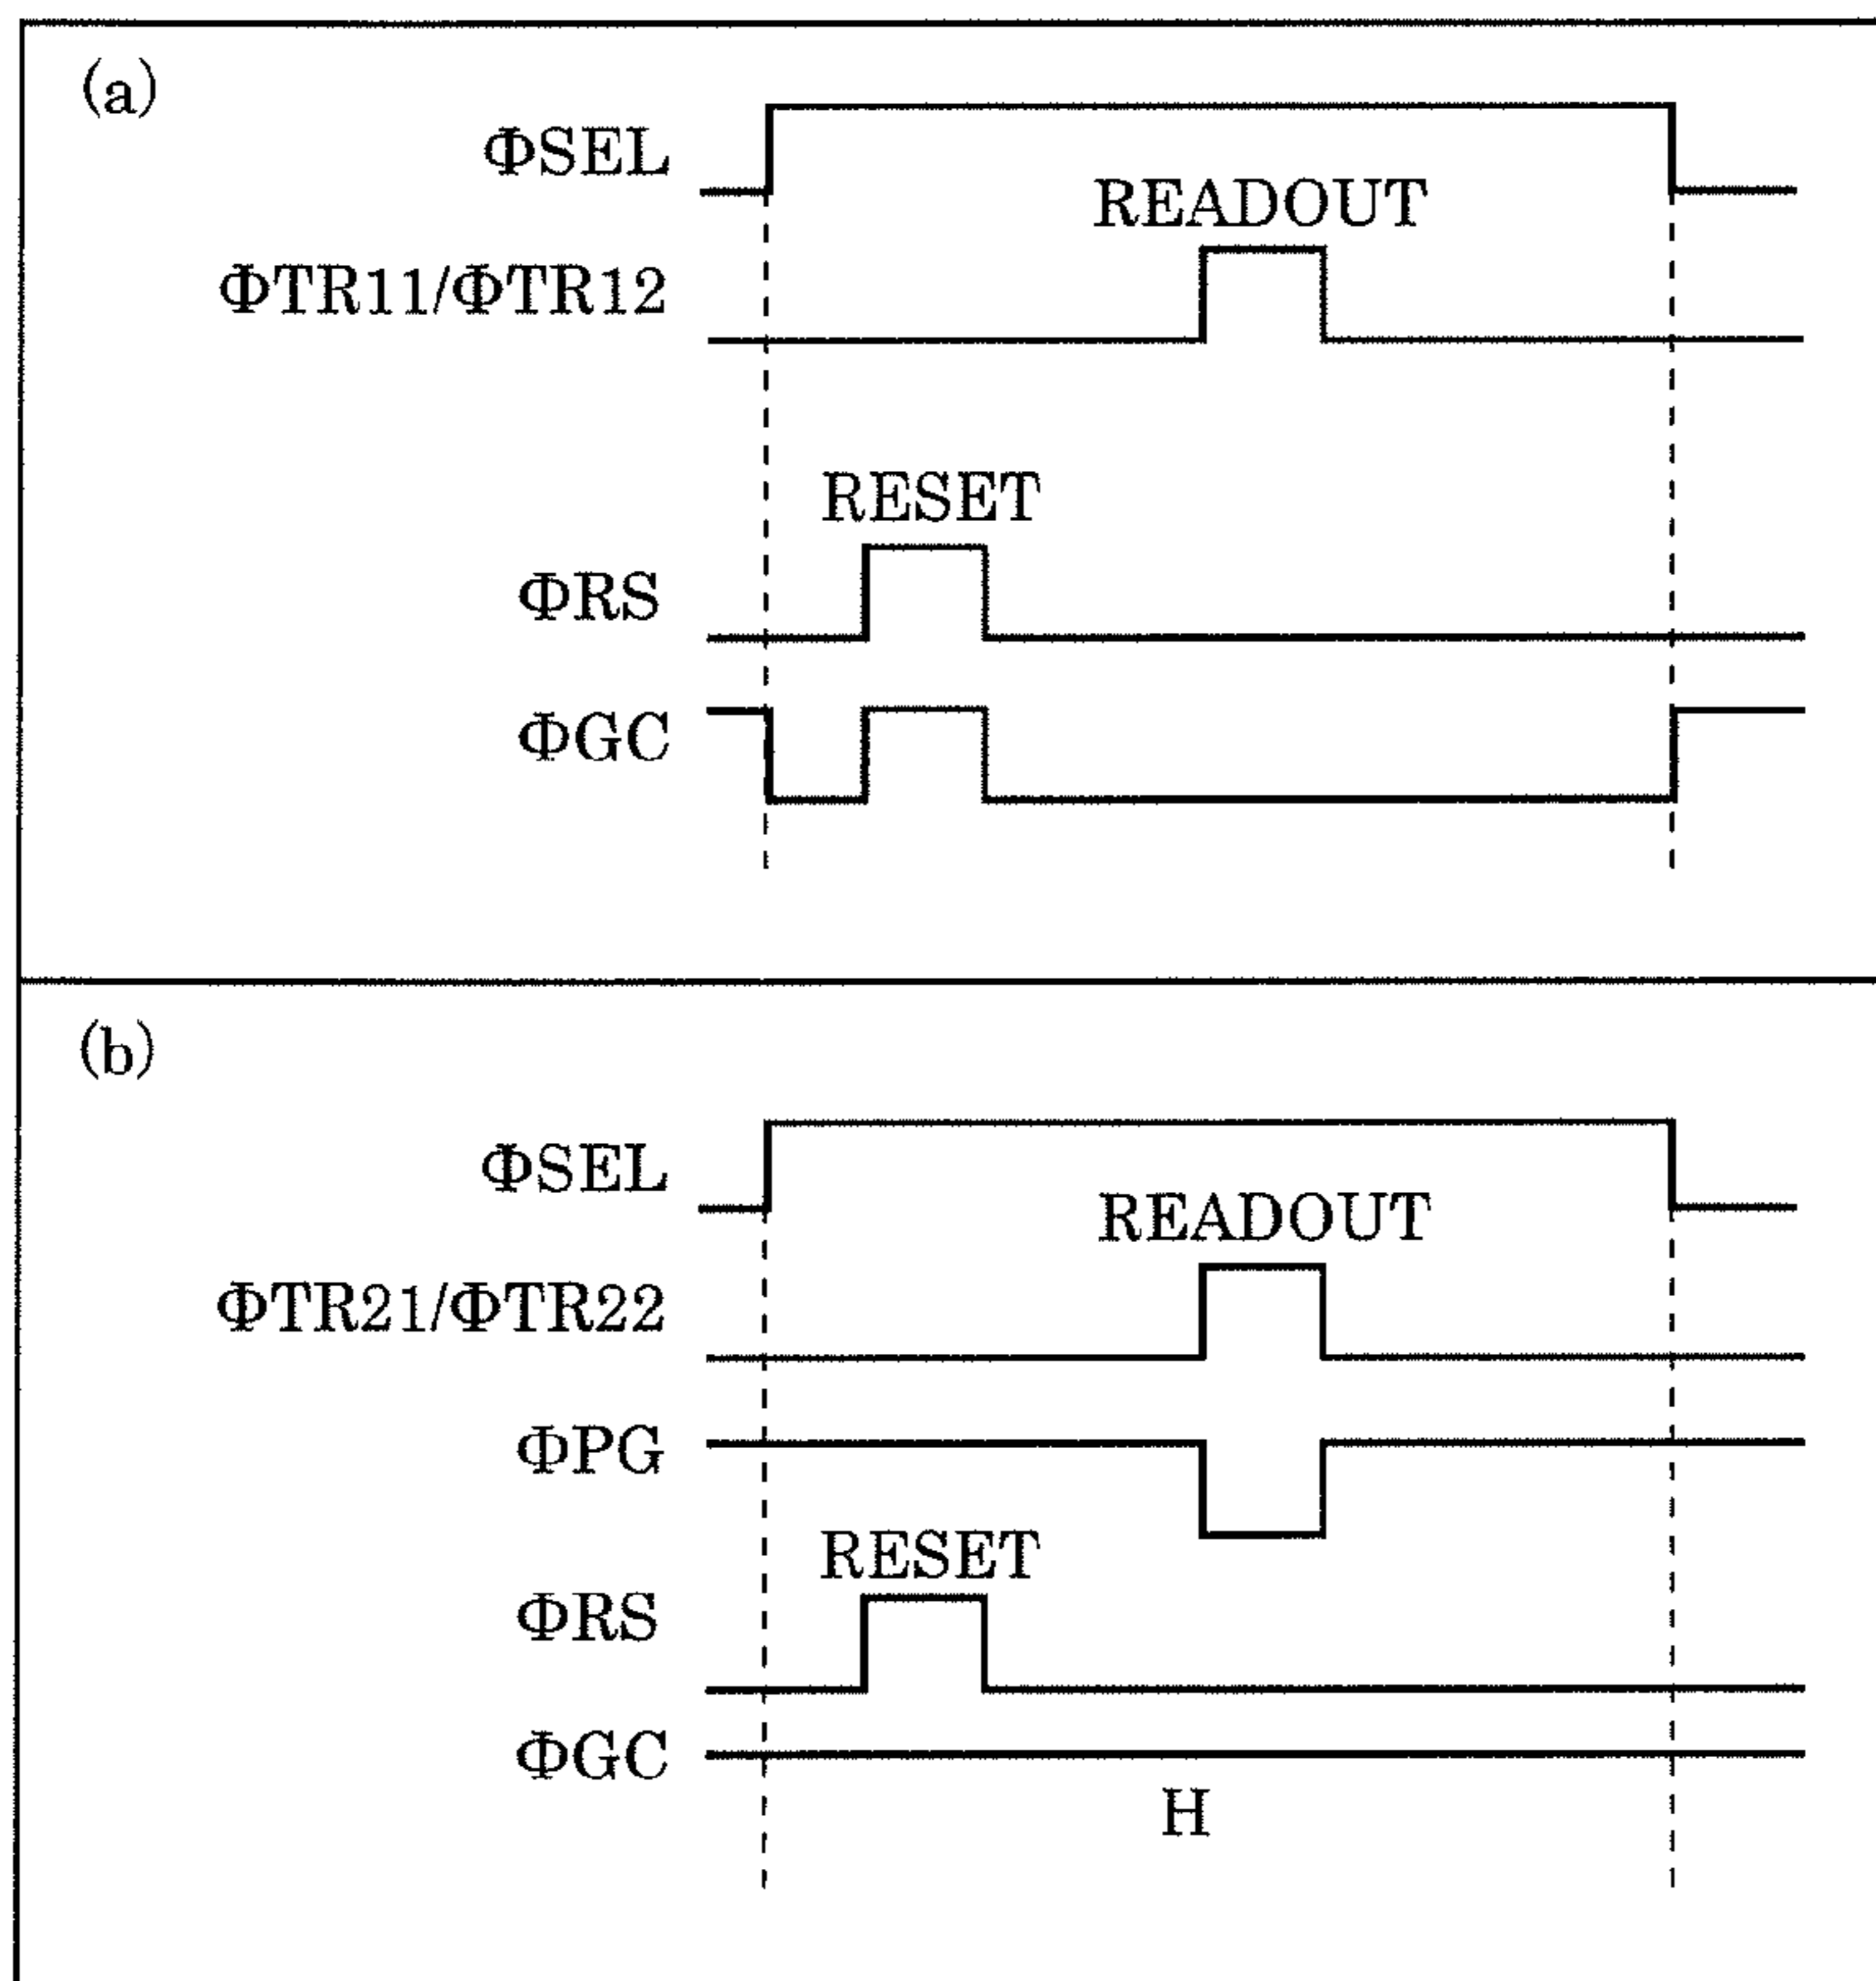 (a)
ΦSEL
READOUT
ΦTR11/ΦTR12
RESET
ΦRS
ΦGC
(b)
ΦSEL
READOUT
ΦTR21/ΦTR22
ΦPG
RESET
ΦRS
ΦGC
H